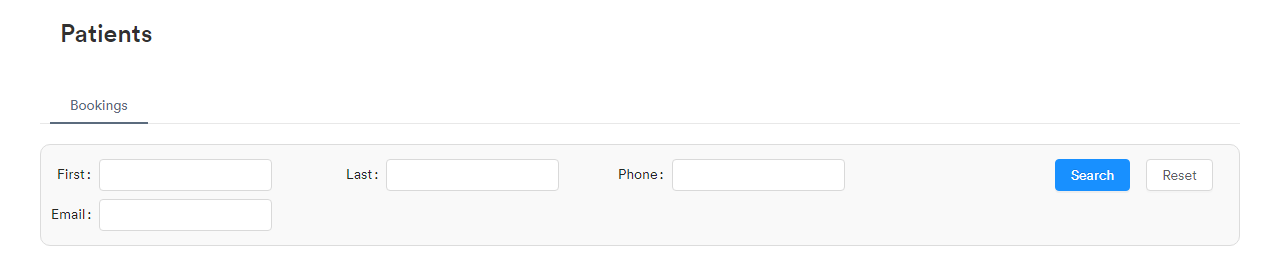 Patients
Bookings
First: Last: Phone: Search Reset
Email: